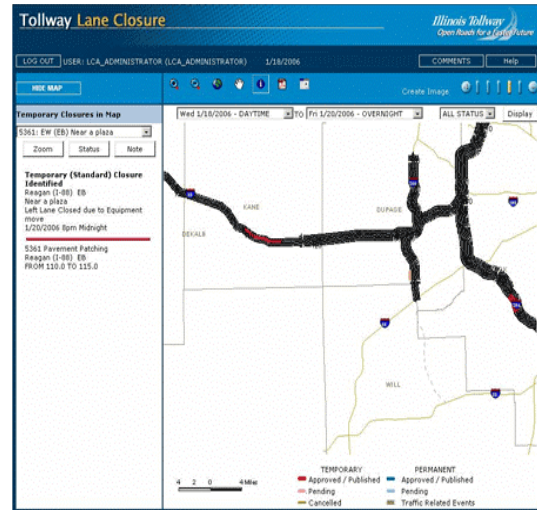 Tollway Lane Closure
Illinois Tollway
Open Roads for a Faster Future
LOG OUT USER: LCA_ADMINISTRATOR (LCA_ADMINISTRATOR) 1/18/2006 COMMENTS Help
HIDE MAP Create Image
Temporary Closures in Map
Wed 1/18/2006 - DAYTIME TO Fri 1/20/2006 - OVERNIGHT ALL STATUS Display
5361: EW (EB) Near a plaza
Zoom Status Note
Temporary (Standard) Closure
Identified
Reagan (I-88) EB
Near a plaza
Left Lane Closed due to Equipment
move
1/20/2006 8pm Midnight
5361 Pavement Patching
Reagan (I-88) EB
FROM 110.0 TO 115.0
KANE
DUPAGE
DEKALB
WILL
4 2 0 4 Miles
TEMPORARY PERMANENT
Approved / Published Approved / Published
Pending Pending
Cancelled Traffic Related Events